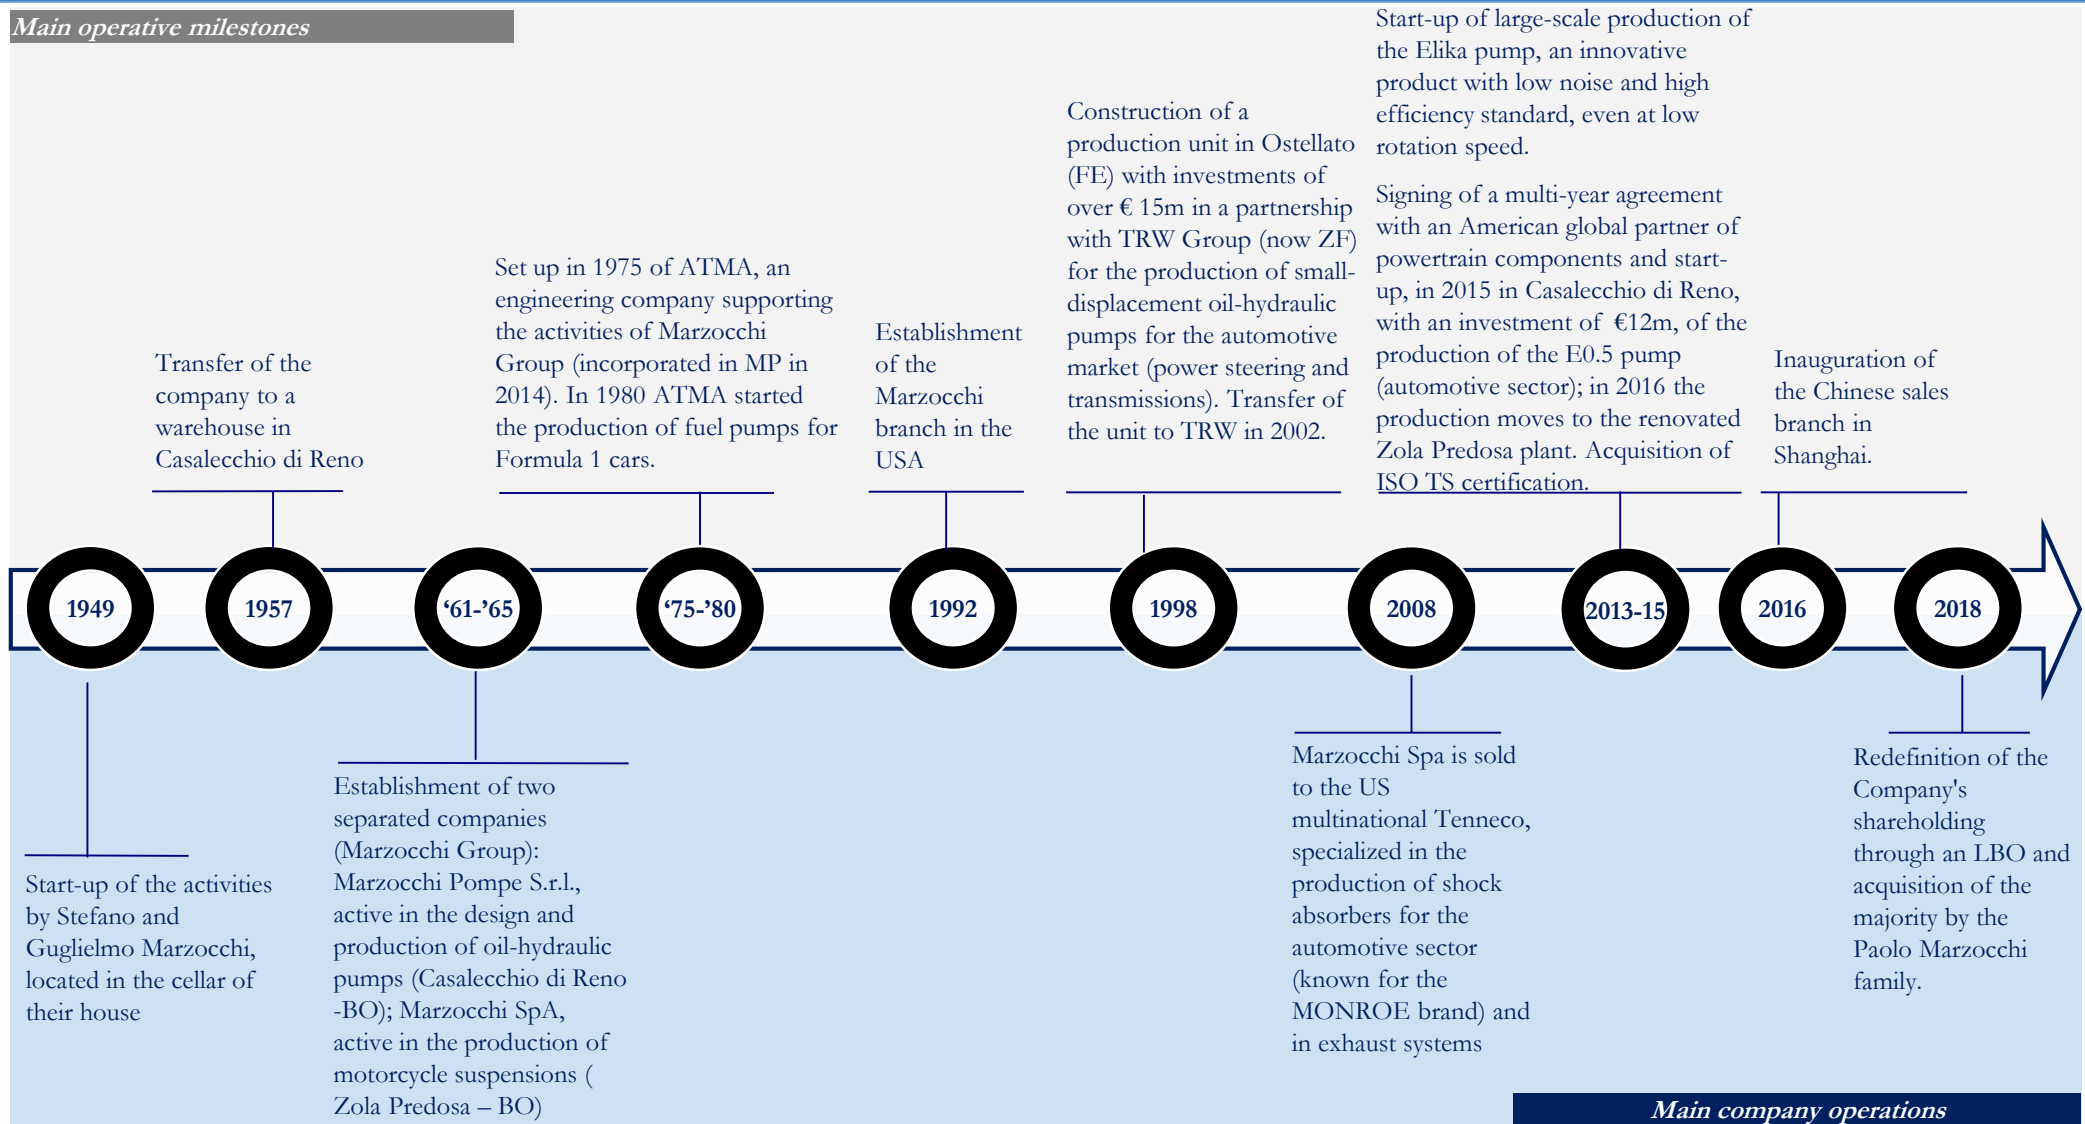 Main operative milestones
Transfer of the
company to a
warehouse in
Casalecchio di Reno
Set up in 1975 of ATMA, an
engineering company supporting
the activities of Marzocchi
Group (incorporated in MP in
2014). In 1980 ATMA started
the production of fuel pumps for
Formula 1 cars.
Establishment
of the
Marzocchi
branch in the
USA
Construction of a
production unit in Ostellato
(FE) with investments of
over € 15m in a partnership
with TRW Group (now ZF)
for the production of small-
displacement oil-hydraulic
pumps for the automotive
market (power steering and
transmissions). Transfer of
the unit to TRW in 2002.
Start-up of large-scale production of
the Elika pump, an innovative
product with low noise and high
efficiency standard, even at low
rotation speed.
Signing of a multi-year agreement
with an American global partner of
powertrain components and start-
up, in 2015 in Casalecchio di Reno,
with an investment of €12m, of the
production of the E0.5 pump
(automotive sector); in 2016 the
production moves to the renovated
Zola Predosa plant. Acquisition of
ISO TS certification.
Inauguration of
the Chinese sales
branch in
Shanghai.
1949
1957
‘61-’65
‘75-’80
1992
1998
2008
2013-15
2016
2018
Start-up of the activities
by Stefano and
Guglielmo Marzocchi,
located in the cellar of
their house
Establishment of two
separated companies
(Marzocchi Group):
Marzocchi Pompe S.r.l.,
active in the design and
production of oil-hydraulic
pumps (Casalecchio di Reno
-BO); Marzocchi SpA,
active in the production of
motorcycle suspensions (
Zola Predosa – BO)
Marzocchi Spa is sold
to the US
multinational Tenneco,
specialized in the
production of shock
absorbers for the
automotive sector
(known for the
MONROE brand) and
in exhaust systems
Redefinition of the
Company's
shareholding
through an LBO and
acquisition of the
majority by the
Paolo Marzocchi
family.
Main company operations